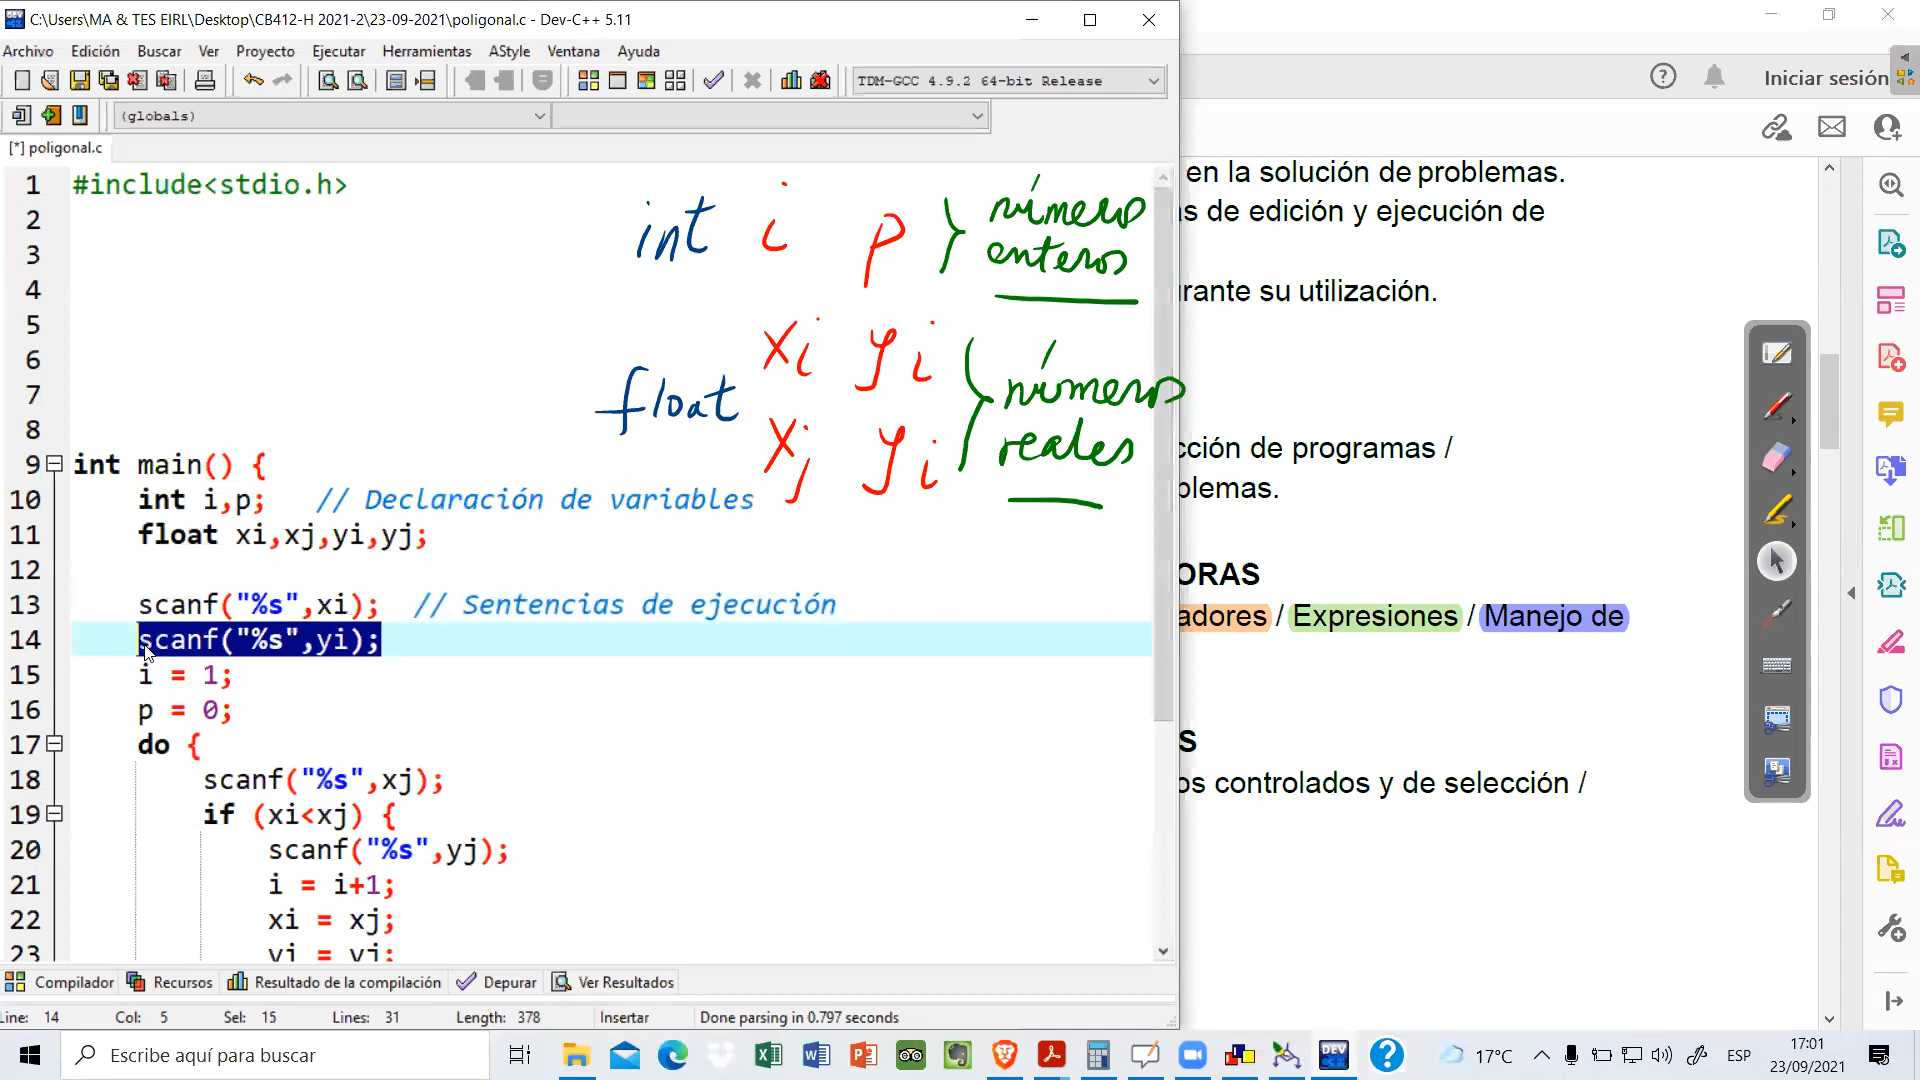 C:\Users\MA & TES EIRL\Desktop\CB412-H 2021-2\23-09-2021\poligonal.c - Dev-C++ 5.11
Archivo Edición Buscar Ver Proyecto Ejecutar Herramientas AStyle Ventana Ayuda
TDM-GCC 4.9.2 64-bit Release
(globals)
[*] poligonal.c
1 #include<stdio.h>
2
3
4
5
6
7
8
9 int main() {
10 int i,p; // Declaración de variables
11 float xi,xj,yi,yj;
12
13 scanf("%s",xi); // Sentencias de ejecución
14 scanf("%s",yi);
15 i = 1;
16 p = 0;
17 do {
18 scanf("%s",xj);
19 if (xi<xj) {
20 scanf("%s",yj);
21 i = i+1;
22 xi = xj;
23 yi = yj;
int i p número
enteros
float xi yi números
xj yi reales
Compilador Recursos Resultado de la compilación Depurar Ver Resultados
Line: 14 Col: 5 Sel: 15 Lines: 31 Length: 378 Insertar Done parsing in 0.797 seconds
Iniciar sesión
en la solución de problemas.
as de edición y ejecución de
rante su utilización.
cción de programas /
blemas.
ORAS
adores / Expresiones / Manejo de
S
os controlados y de selección /
Escribe aquí para buscar
DEV
17°C
ESP
17:01
23/09/2021